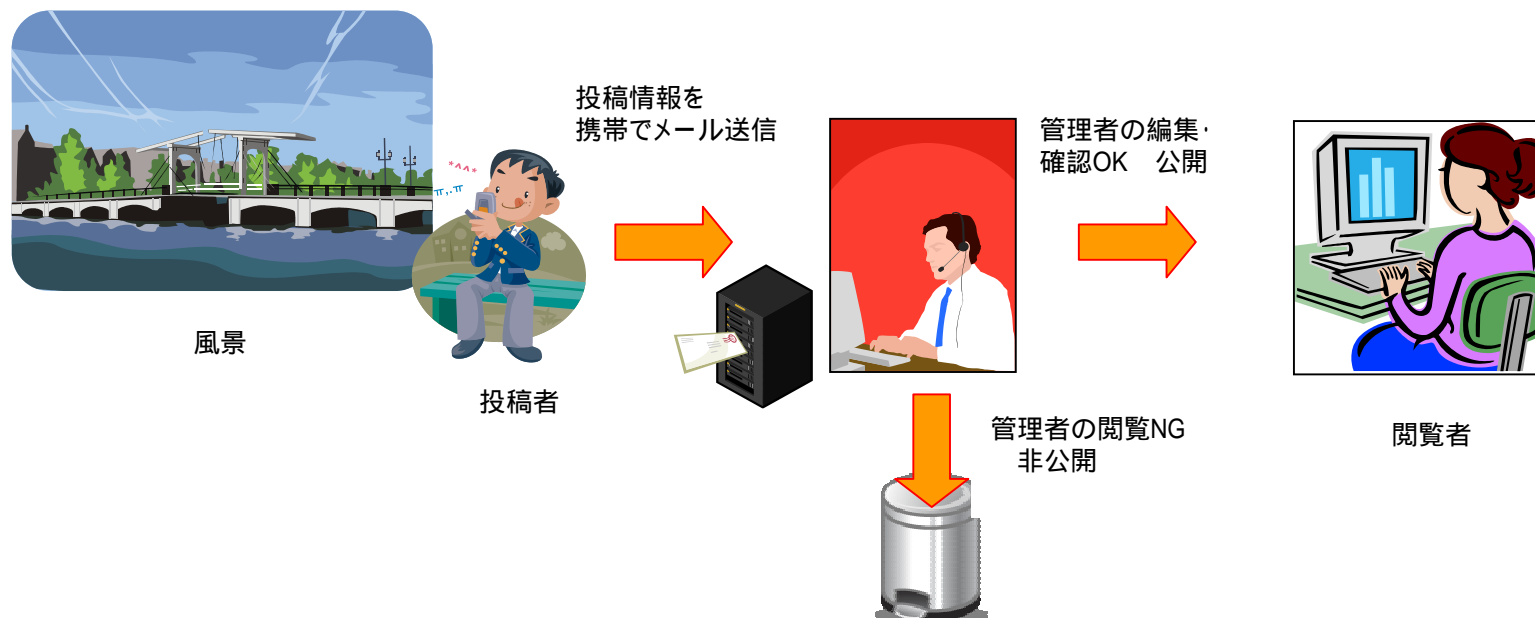 投稿情報を
携帯でメール送信
管理者の編集・
確認OK　公開
*^^*
π,.π
風景
投稿者
管理者の閲覧NG
非公開
閲覧者